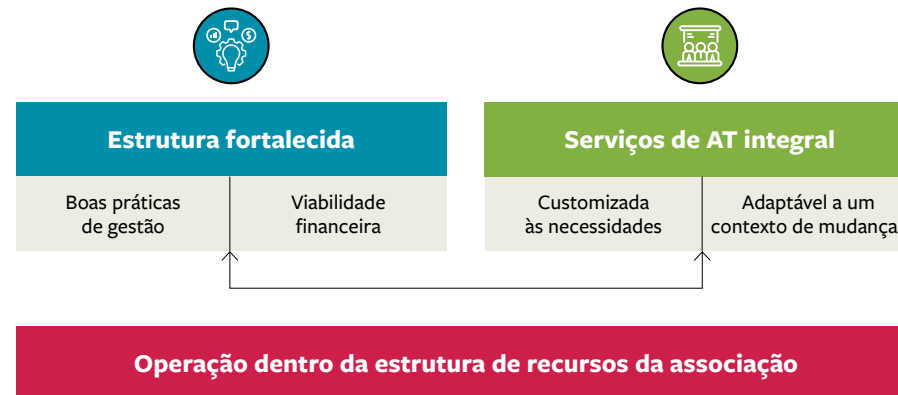 Estrutura fortalecida
Boas práticas
de gestão
Viabilidade
financeira
Serviços de AT integral
Customizada
às necessidades
Adaptável a um
contexto de mudança
Operação dentro da estrutura de recursos da associação